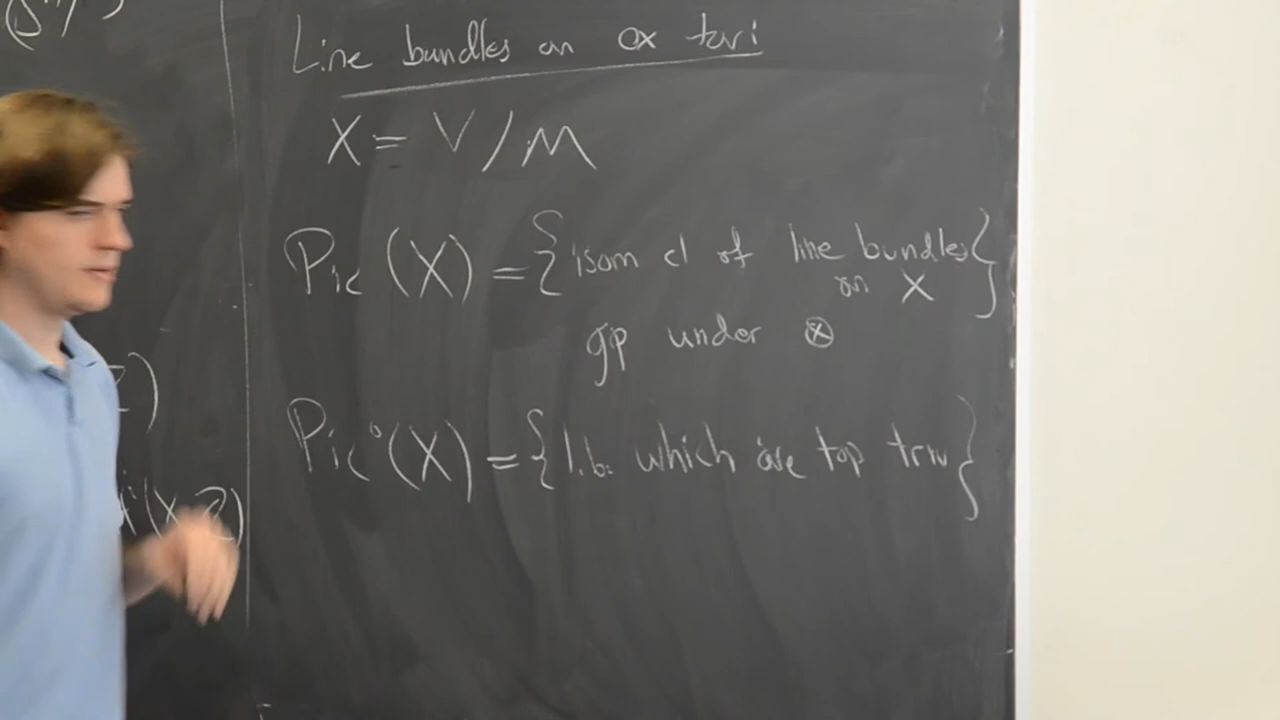 Line bundles on cx tori
X = V/M
Pic(X) = {isom cl of line bundles
on X}
gp under ⊗
Pic°(X) = {l.b. which are top triv}